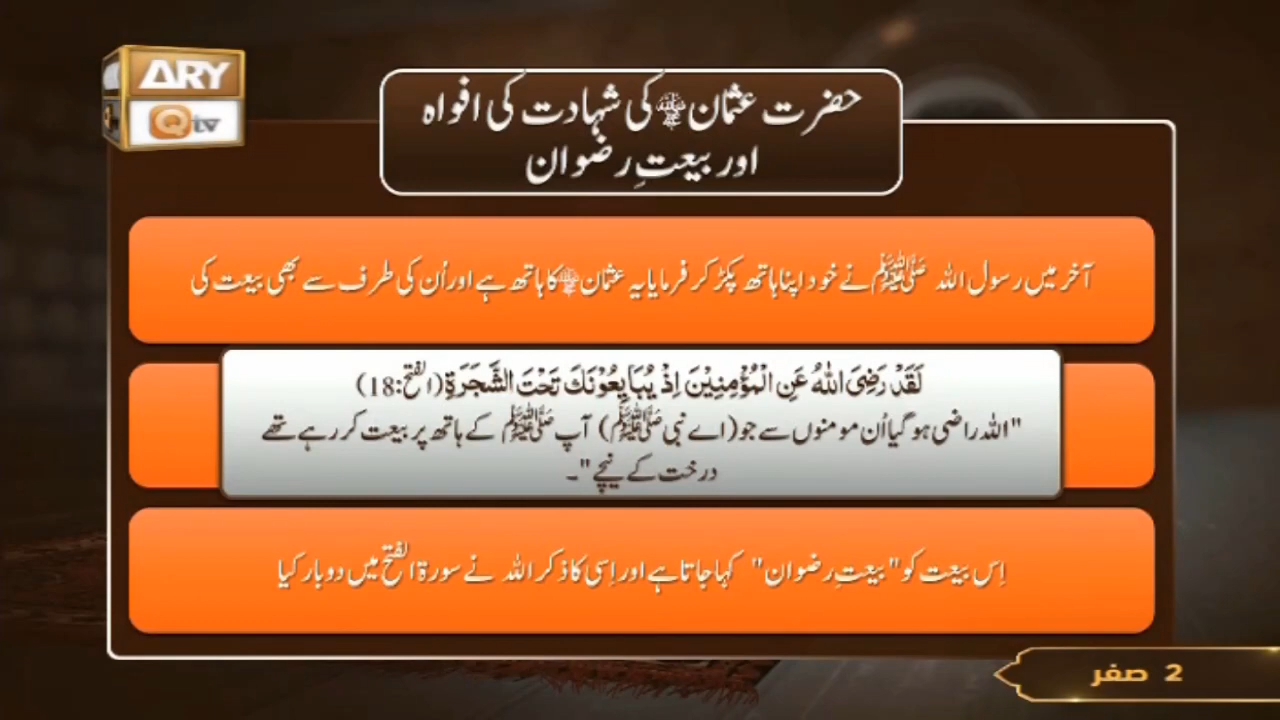 ARY
Qtv
حضرت عثمانؓ کی شہادت کی افواہ
اور بیعتِ رضوان
آخر میں رسول اللہ ﷺ نے خود اپنا ہاتھ پکڑ کر فرمایا یہ عثمانؓ کا ہاتھ ہے اور اُن کی طرف سے بھی بیعت کی
لَقَدْ رَضِیَ اللہُ عَنِ الْمُؤْمِنِیْنَ اِذْ یُبَایِعُوْنَكَ تَحْتَ الشَّجَرَةِ (الفتح:18)
"اللہ راضی ہو گیا اُن مومنوں سے جو (اے نبی ﷺ) آپ ﷺ کے ہاتھ پر بیعت کر رہے تھے
درخت کے نیچے"۔
اِس بیعت کو "بیعتِ رضوان" کہا جاتا ہے اور اِسی کا ذکر اللہ نے سورۃ الفتح میں دو بار کیا
2 صفر